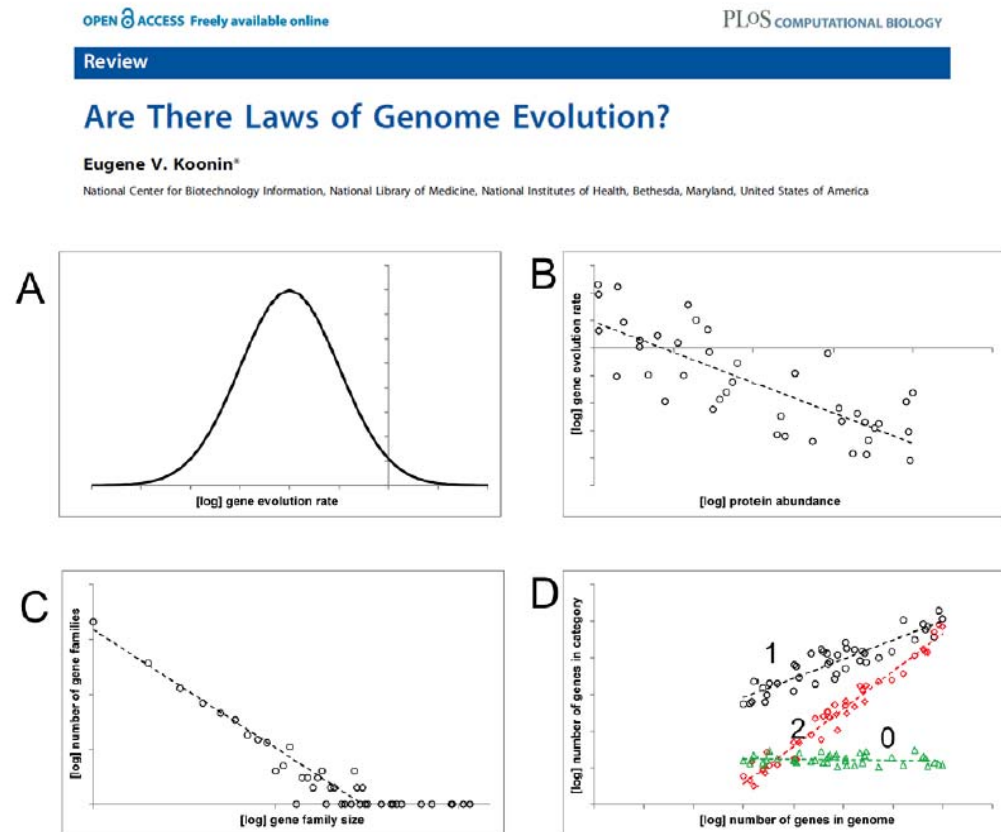 OPEN ACCESS Freely available online
PLoS COMPUTATIONAL BIOLOGY
Review
Are There Laws of Genome Evolution?
Eugene V. Koonin*
National Center for Biotechnology Information, National Library of Medicine, National Institutes of Health, Bethesda, Maryland, United States of America
A
[log] gene evolution rate
B
[log] gene evolution rate
[log] protein abundance
C
[log] number of gene families
[log] gene family size
D
[log] number of genes in category
1
2
0
[log] number of genes in genome